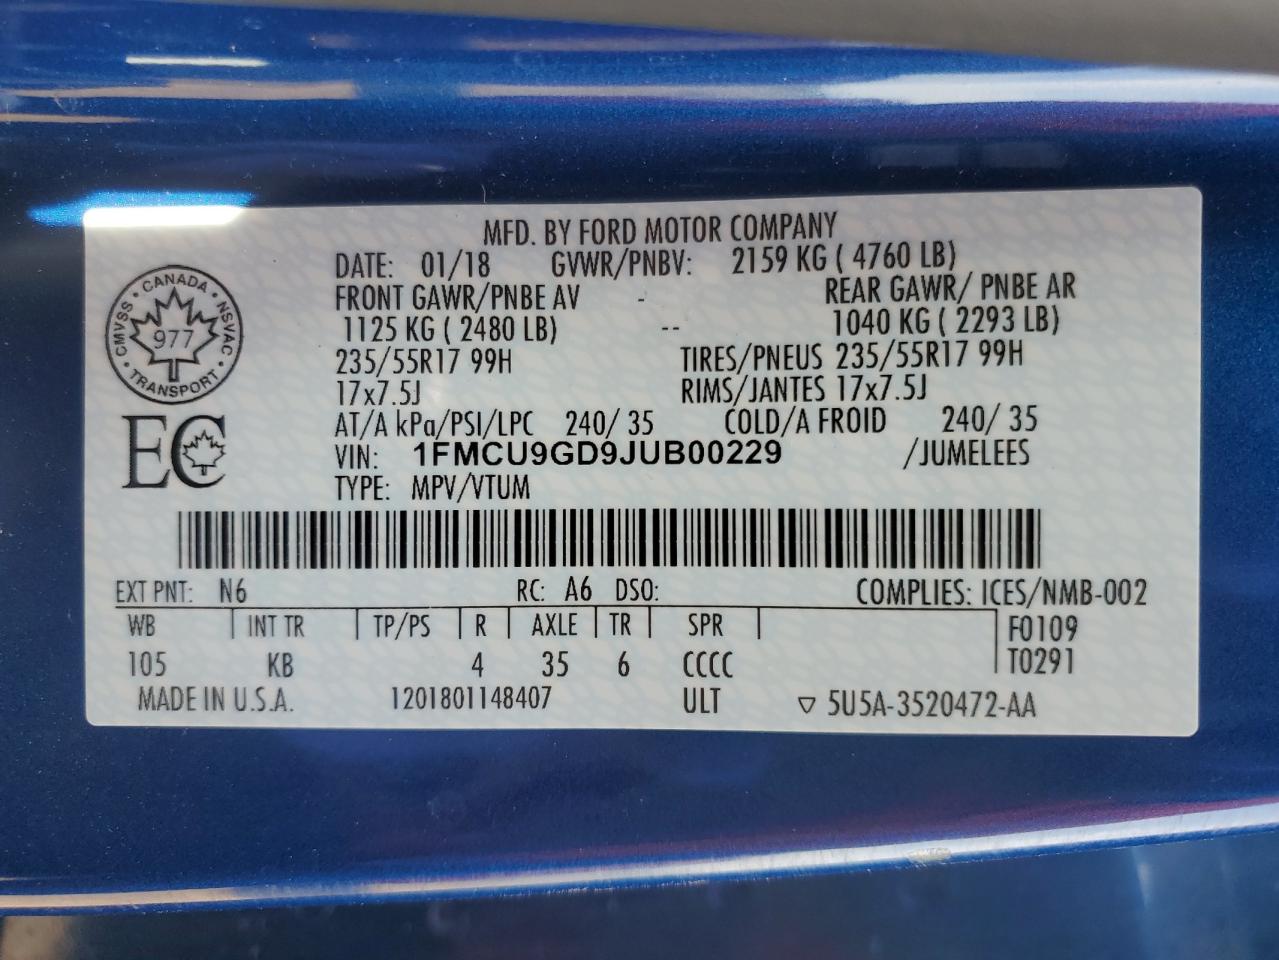 MFD. BY FORD MOTOR COMPANY
DATE: 01/18 GVWR/PNBV: 2159 KG ( 4760 LB)
FRONT GAWR/PNBE AV - REAR GAWR/ PNBE AR
1125 KG ( 2480 LB) -- 1040 KG ( 2293 LB)
235/55R17 99H TIRES/PNEUS 235/55R17 99H
17x7.5J RIMS/JANTES 17x7.5J
AT/A kPa/PSI/LPC 240/ 35 COLD/A FROID 240/ 35
VIN: 1FMCU9GD9JUB00229 /JUMELEES
TYPE: MPV/VTUM
CANADA
CMVSS · NSVAC
977
TRANSPORT
EC
EXT PNT: N6 RC: A6 DSO: COMPLIES: ICES/NMB-002
WB | INT TR | TP/PS | R | AXLE | TR | SPR | F0109
105 KB 4 35 6 CCCC T0291
MADE IN U.S.A. 1201801148407 ULT ▽ 5U5A-3520472-AA